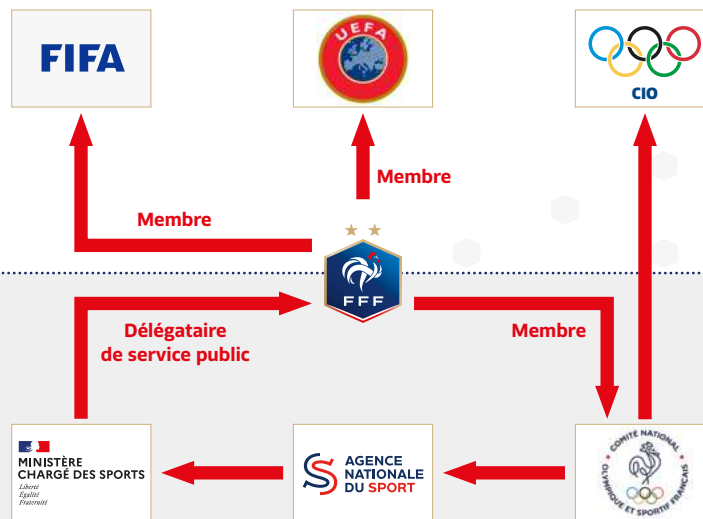 FIFA
UEFA
CIO
Membre
Membre
FFF
Délégataire
de service public
Membre
MINISTÈRE
CHARGÉ DES SPORTS
Liberté
Égalité
Fraternité
AGENCE
NATIONALE
DU SPORT
COMITÉ NATIONAL
OLYMPIQUE ET SPORTIF FRANÇAIS